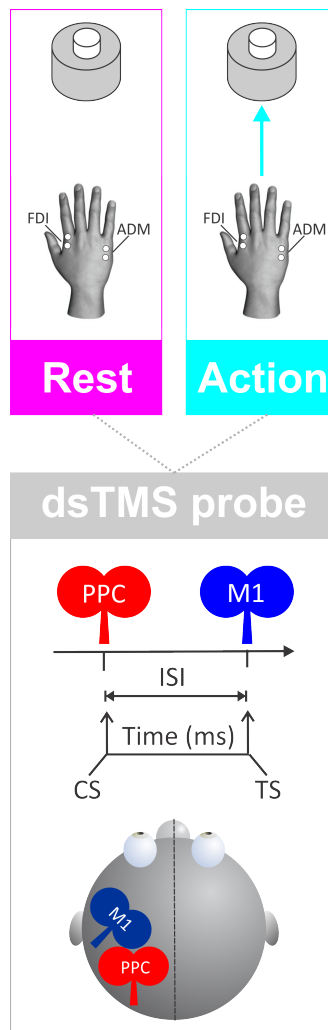 FDI
ADM
Rest
FDI
ADM
Action
dsTMS probe
PPC
M1
ISI
Time (ms)
CS
TS
M1
PPC